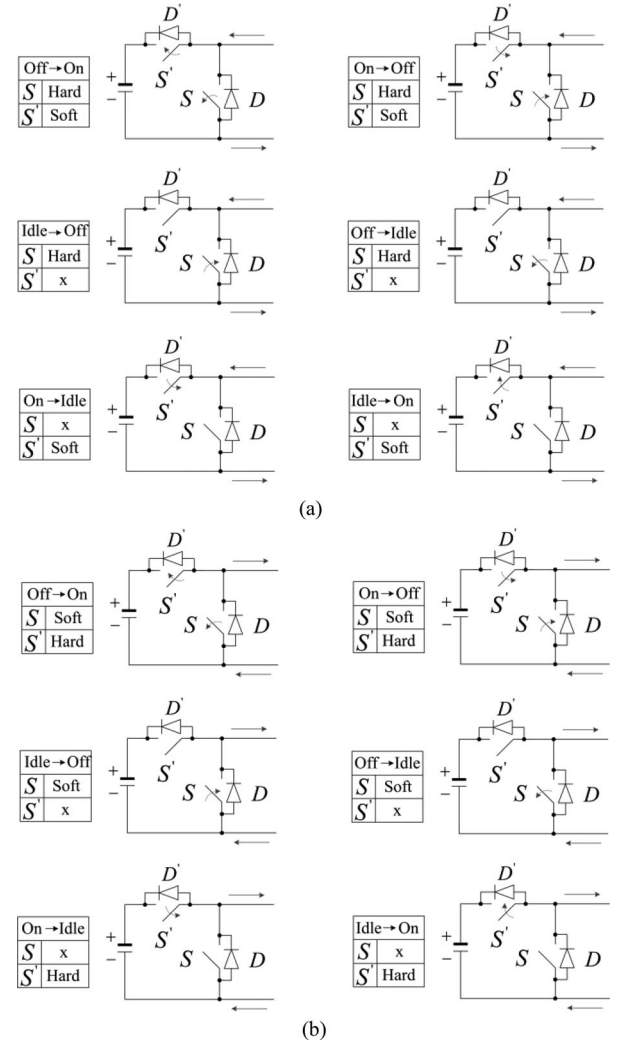 D'
D'
Off→On
S Hard
S' Soft
+
−
S'
S
D
On→Off
S Hard
S' Soft
+
−
S'
S
D
D'
D'
Idle→Off
S Hard
S' x
+
−
S'
S
D
Off→Idle
S Hard
S' x
+
−
S'
S
D
D'
D'
On→Idle
S x
S' Soft
+
−
S'
S
D
Idle→On
S x
S' Soft
+
−
S'
S
D
(a)
D'
D'
Off→On
S Soft
S' Hard
+
−
S'
S
D
On→Off
S Soft
S' Hard
+
−
S'
S
D
D'
D'
Idle→Off
S Soft
S' x
+
−
S'
S
D
Off→Idle
S Soft
S' x
+
−
S'
S
D
D'
D'
On→Idle
S x
S' Hard
+
−
S'
S
D
Idle→On
S x
S' Hard
+
−
S'
S
D
(b)